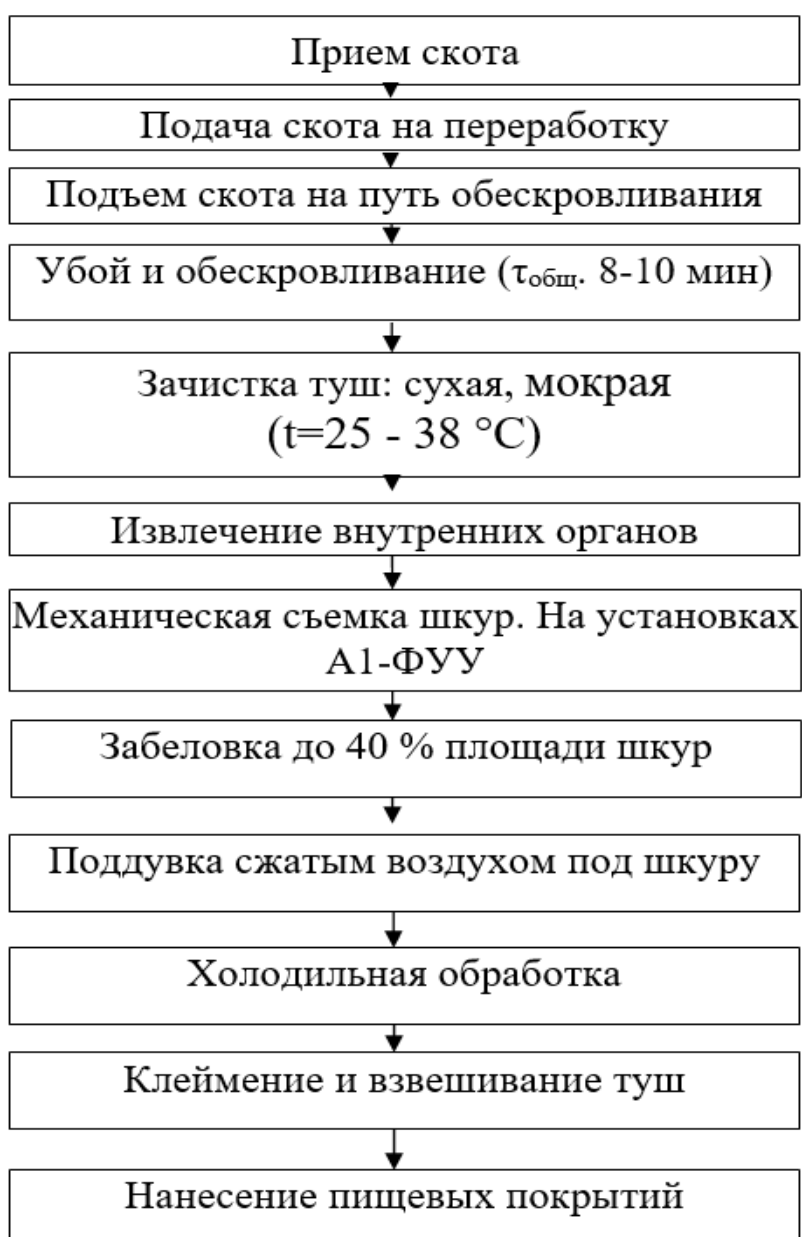 Прием скота
Подача скота на переработку
Подъем скота на путь обескровливания
Убой и обескровливание (τобщ. 8-10 мин)
Зачистка туш: сухая, мокрая
(t=25 - 38 °С)
Извлечение внутренних органов
Механическая съемка шкур. На установках
А1-ФУУ
Забеловка до 40 % площади шкур
Поддувка сжатым воздухом под шкуру
Холодильная обработка
Клеймение и взвешивание туш
Нанесение пищевых покрытий